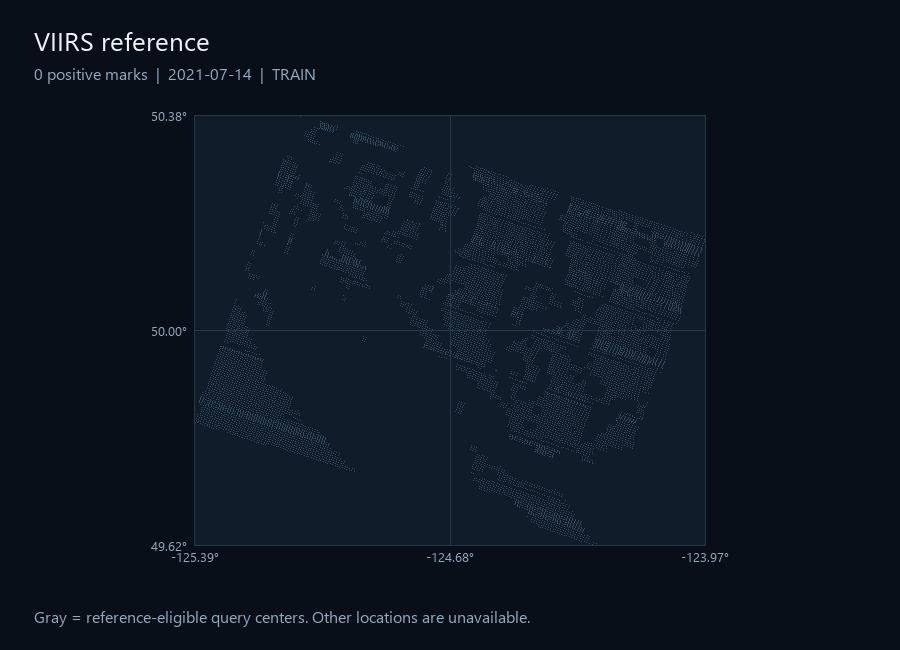 VIIRS reference
0 positive marks | 2021-07-14 | TRAIN
50.38°
50.00°
49.62°
-125.39°
-124.68°
-123.97°
Gray = reference-eligible query centers. Other locations are unavailable.